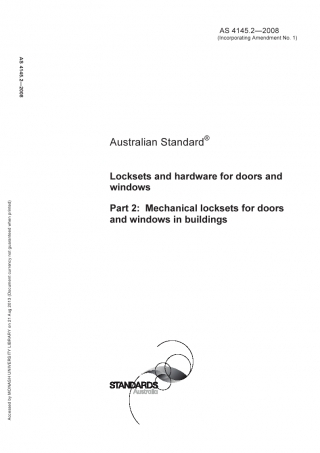 AS 4145.2—2008
(Incorporating Amendment No. 1)
AS 4145.2—2008
Australian Standard®
Locksets and hardware for doors and
windows
Part 2: Mechanical locksets for doors
and windows in buildings
Accessed by MONASH UNIVERSITY LIBRARY on 21 Aug 2013 (Document currency not guaranteed when printed)
STANDARDS
Australia